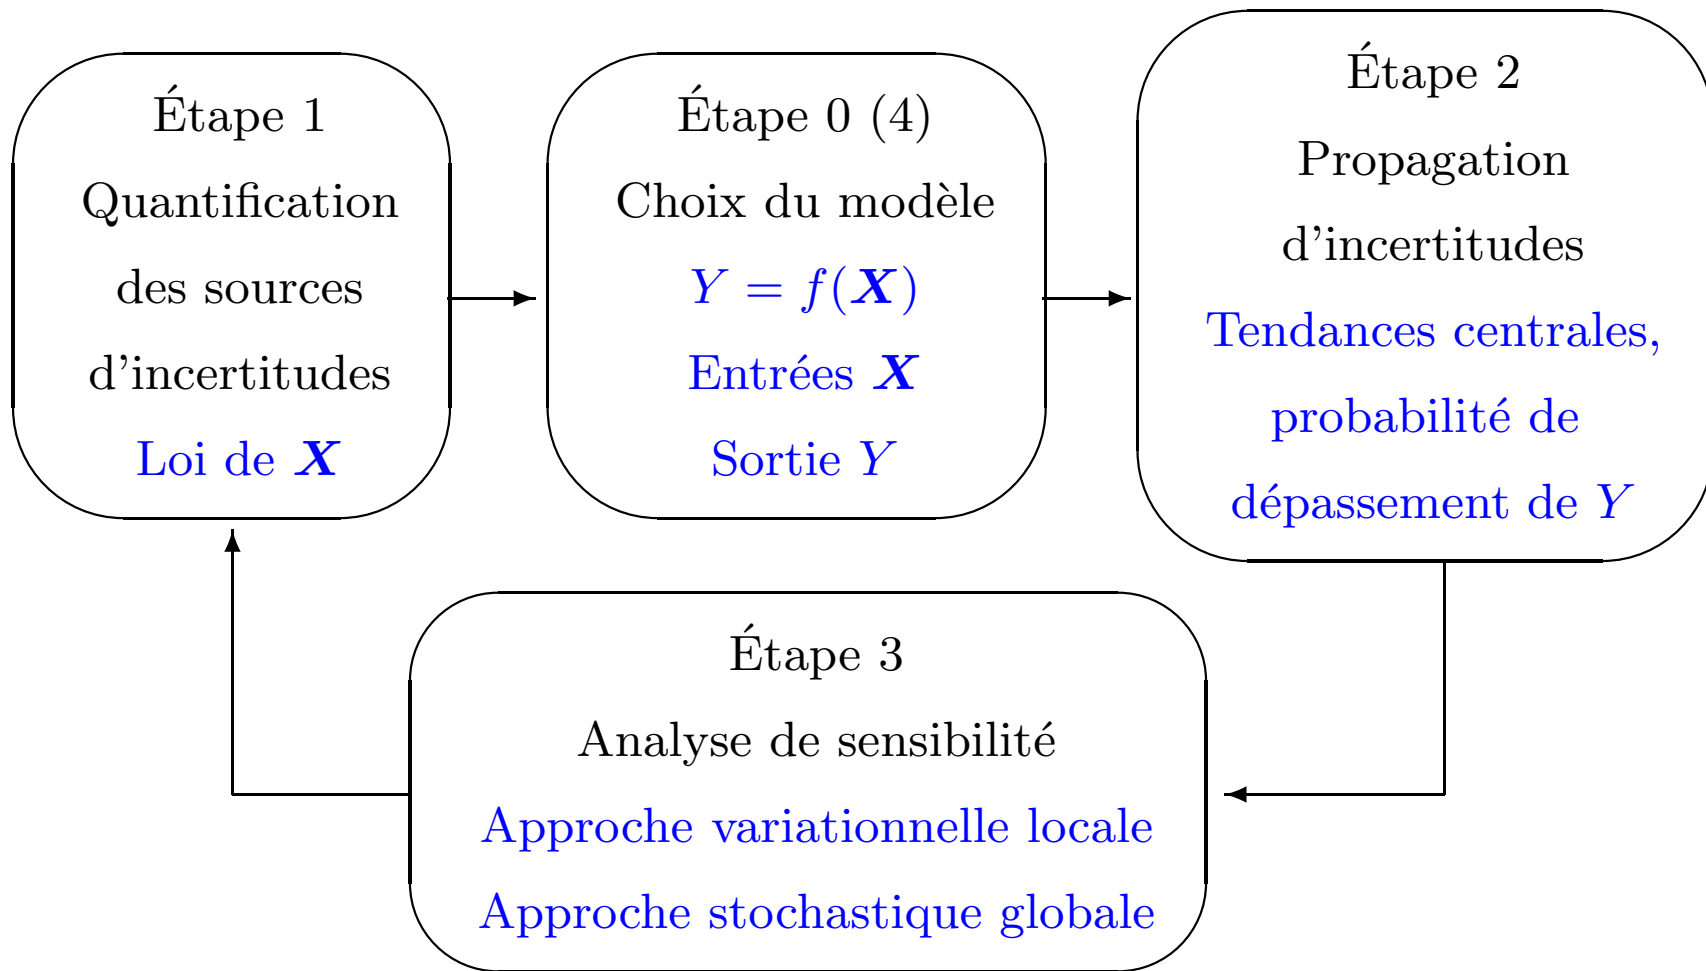 Étape 1
Quantification
des sources
d'incertitudes
Loi de X
Étape 0 (4)
Choix du modèle
Y = f(X)
Entrées X
Sortie Y
Étape 2
Propagation
d'incertitudes
Tendances centrales,
probabilité de
dépassement de Y
Étape 3
Analyse de sensibilité
Approche variationnelle locale
Approche stochastique globale